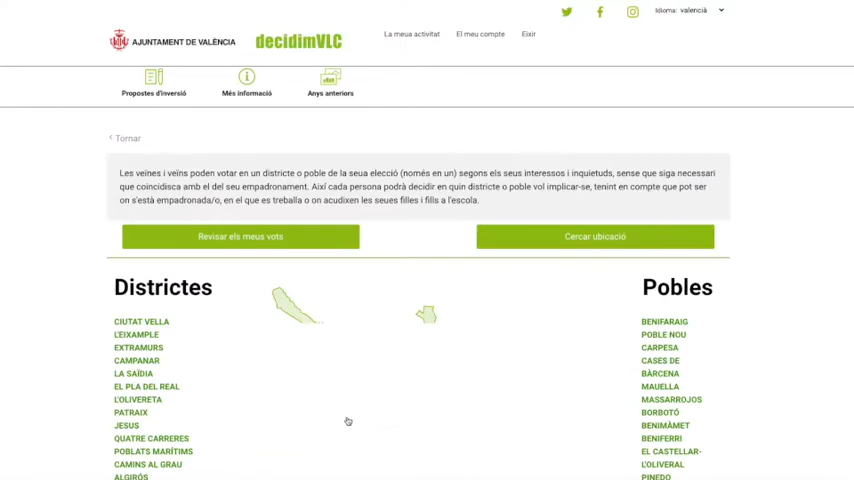 Idioma: valencià
AJUNTAMENT DE VALÈNCIA
decidimVLC
La meua activitat
El meu compte
Eixir
Propostes d'inversió
Més informació
Anys anteriors
Tornar
Les veïnes i veïns poden votar en un districte o poble de la seua elecció (només en un) segons els seus interessos i inquietuds, sense que siga necessari
que coincidisca amb el del seu empadronament. Així cada persona podrà decidir en quin districte o poble vol implicar-se, tenint en compte que pot ser
on s'està empadronada/o, en el que es treballa o on acudixen les seues filles i fills a l'escola.
Revisar els meus vots
Cercar ubicació
Districtes
CIUTAT VELLA
L'EIXAMPLE
EXTRAMURS
CAMPANAR
LA SAÏDIA
EL PLA DEL REAL
L'OLIVERETA
PATRAIX
JESUS
QUATRE CARRERES
POBLATS MARÍTIMS
CAMINS AL GRAU
ALGIRÓS
Pobles
BENIFARAIG
POBLE NOU
CARPESA
CASES DE
BÀRCENA
MAUELLA
MASSARROJOS
BORBOTÓ
BENIMÀMET
BENIFERRI
EL CASTELLAR-
L'OLIVERAL
PINEDO